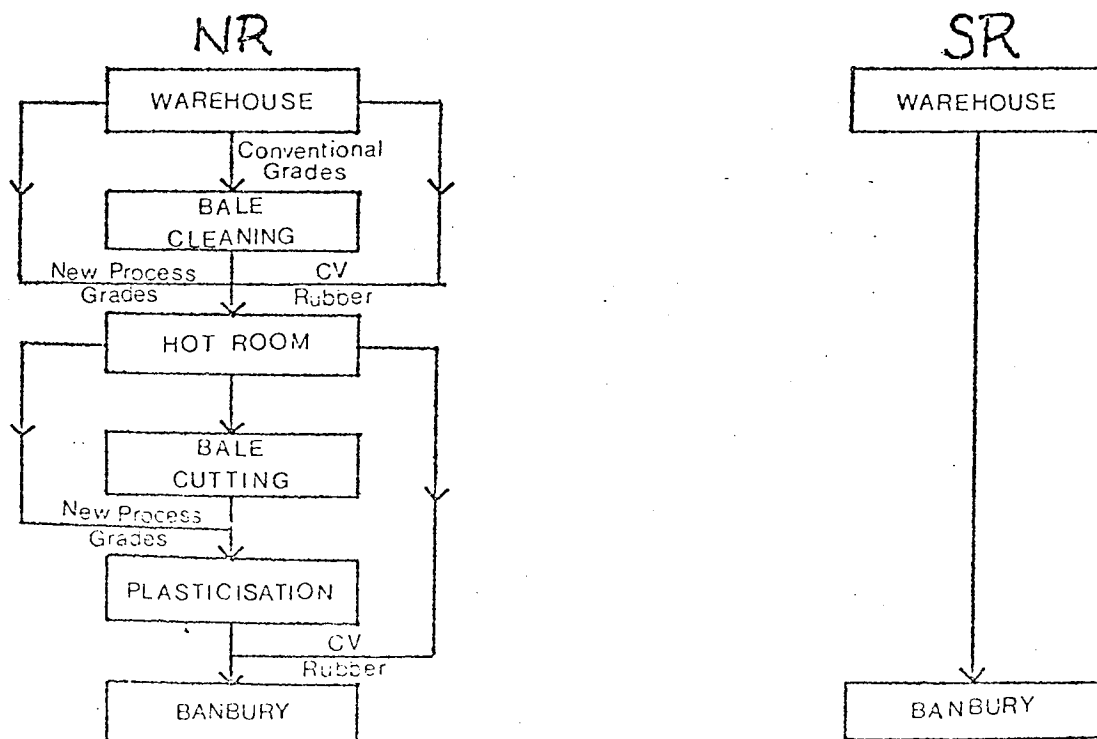 NR
SR
WAREHOUSE
WAREHOUSE
Conventional
Grades
BALE
CLEANING
New Process
Grades
CV
Rubber
HOT ROOM
BALE
CUTTING
New Process
Grades
PLASTICISATION
CV
Rubber
BANBURY
BANBURY